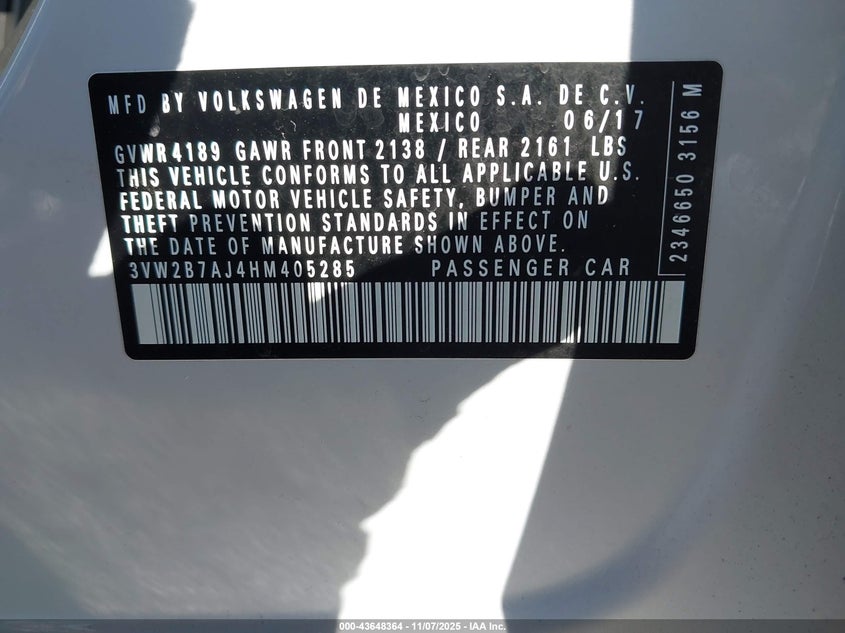 MFD BY VOLKSWAGEN DE MEXICO S.A. DE C.V.
MEXICO 06/17
GVWR 4189 GAWR FRONT 2138 / REAR 2161 LBS
THIS VEHICLE CONFORMS TO ALL APPLICABLE U.S.
FEDERAL MOTOR VEHICLE SAFETY, BUMPER AND
THEFT PREVENTION STANDARDS IN EFFECT ON
THE DATE OF MANUFACTURE SHOWN ABOVE.
3VW2B7AJ4HM405285 PASSENGER CAR
2346650 3156 M
000-43648364 | 11/07/2025 - IAA Inc.